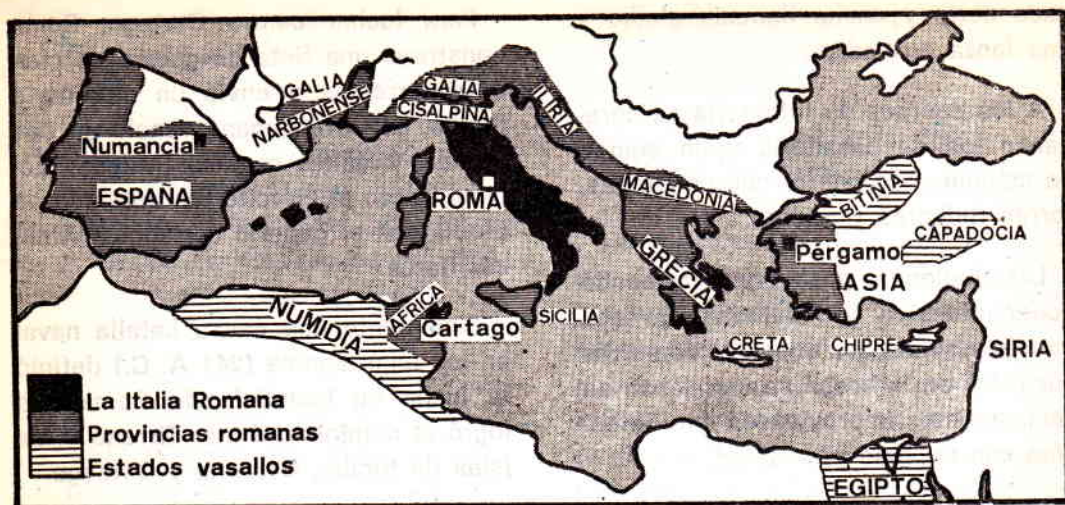 GALIA
NARBONENSE
GALIA
CISALPINA
ILIRIA
Numancia
ESPAÑA
ROMA
MACEDONIA
BITINIA
CAPADOCIA
Pérgamo
ASIA
GRECIA
NUMIDIA
AFRICA
Cartago
SICILIA
CRETA
CHIPRE
SIRIA
EGIPTO
La Italia Romana
Provincias romanas
Estados vasallos